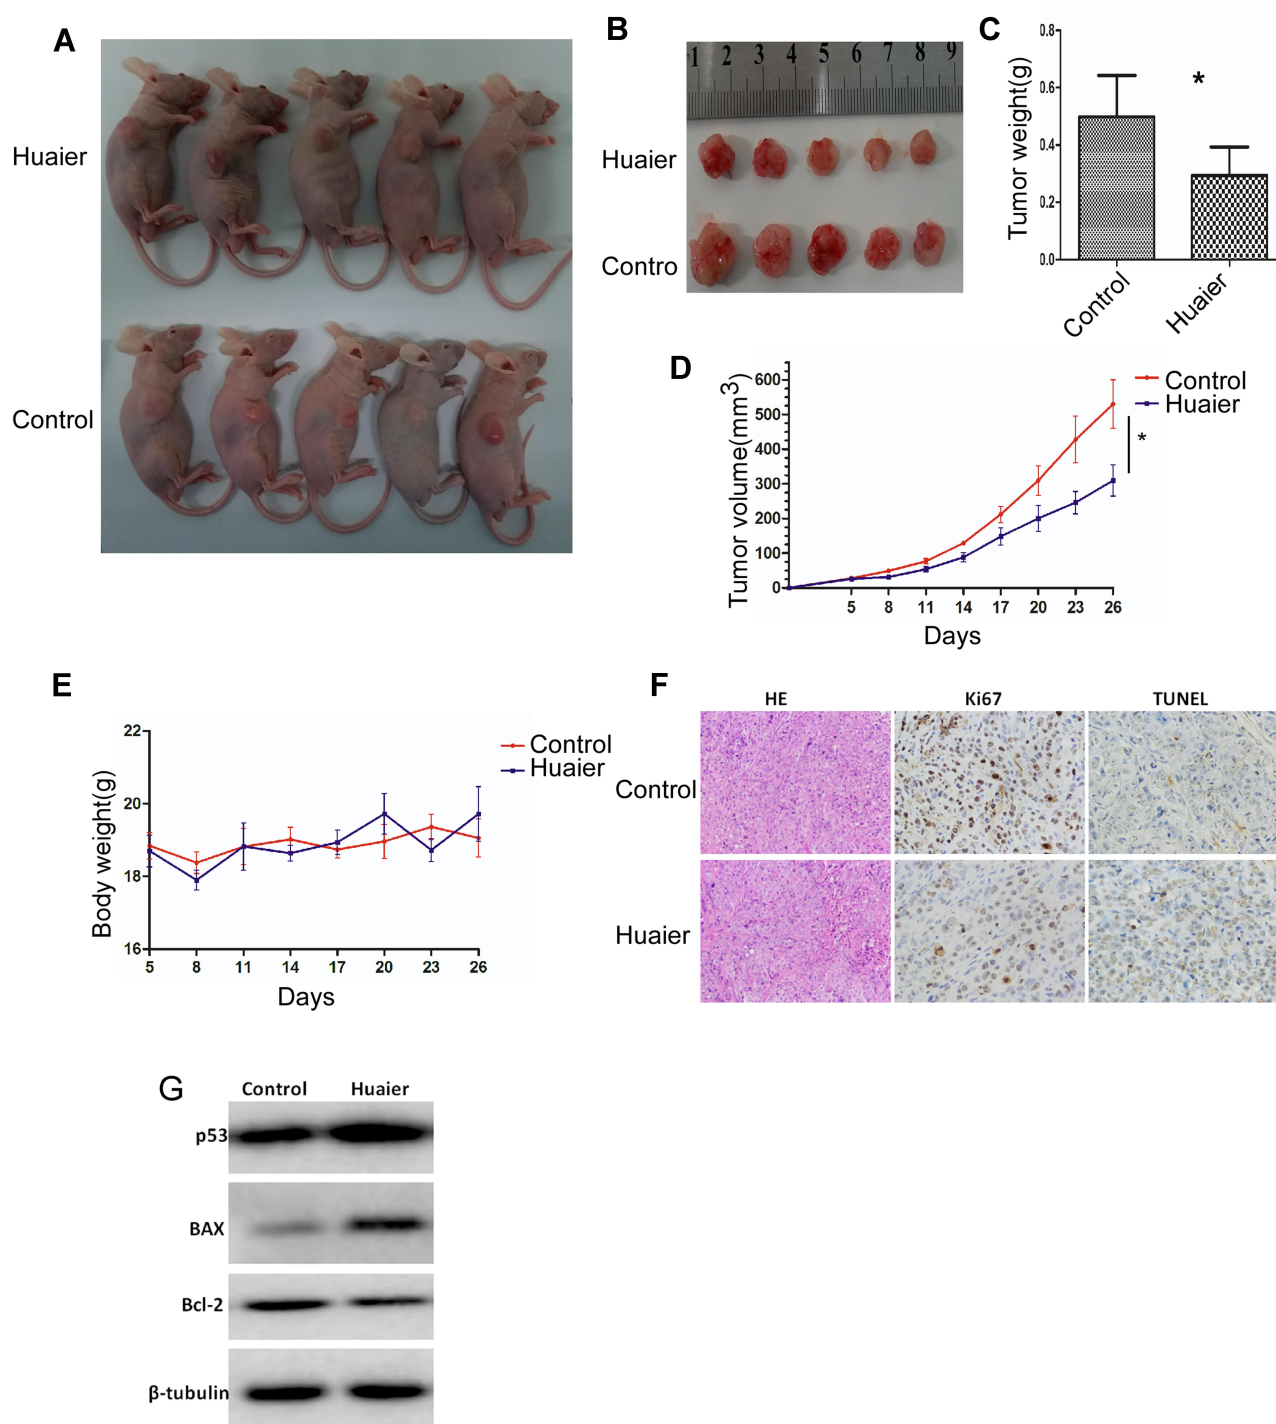 A
Huaier
Control
B
1 2 3 4 5 6 7 8 9
Huaier
Contro
C
Tumor weight(g)
0.8
0.6
0.4
0.2
0.0
*
Control
Huaier
D
Tumor volume(mm3)
600
500
400
300
200
100
0
5 8 11 14 17 20 23 26
Days
Control
Huaier
*
E
Body weight(g)
22
20
18
16
5 8 11 14 17 20 23 26
Days
Control
Huaier
F
HE Ki67 TUNEL
Control
Huaier
G
Control Huaier
p53
BAX
Bcl-2
β-tubulin